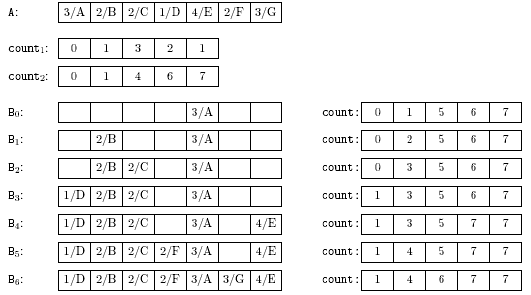 A: 3/A 2/B 2/C 1/D 4/E 2/F 3/G
count₁: 0 1 3 2 1
count₂: 0 1 4 6 7
B₀: 3/A count: 0 1 5 6 7
B₁: 2/B 3/A count: 0 2 5 6 7
B₂: 2/B 2/C 3/A count: 0 3 5 6 7
B₃: 1/D 2/B 2/C 3/A count: 1 3 5 6 7
B₄: 1/D 2/B 2/C 3/A 4/E count: 1 3 5 7 7
B₅: 1/D 2/B 2/C 2/F 3/A 4/E count: 1 4 5 7 7
B₆: 1/D 2/B 2/C 2/F 3/A 3/G 4/E count: 1 4 6 7 7